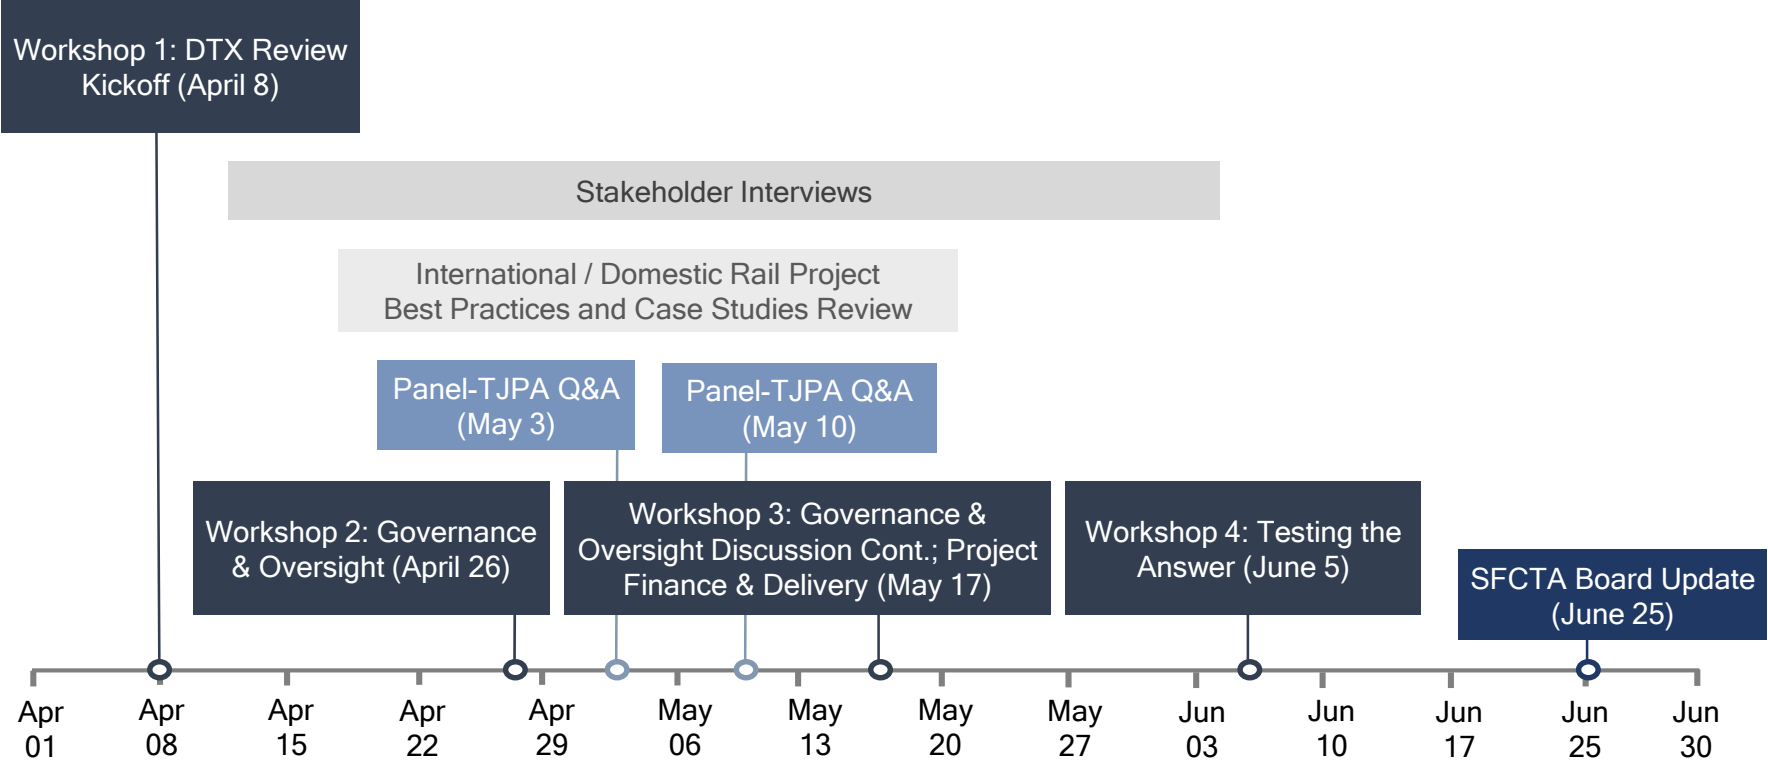 Workshop 1: DTX Review
Kickoff (April 8)
Stakeholder Interviews
International / Domestic Rail Project
Best Practices and Case Studies Review
Panel-TJPA Q&A
(May 3)
Panel-TJPA Q&A
(May 10)
Workshop 2: Governance
& Oversight (April 26)
Workshop 3: Governance &
Oversight Discussion Cont.; Project
Finance & Delivery (May 17)
Workshop 4: Testing the
Answer (June 5)
SFCTA Board Update
(June 25)
Apr
01
Apr
08
Apr
15
Apr
22
Apr
29
May
06
May
13
May
20
May
27
Jun
03
Jun
10
Jun
17
Jun
25
Jun
30